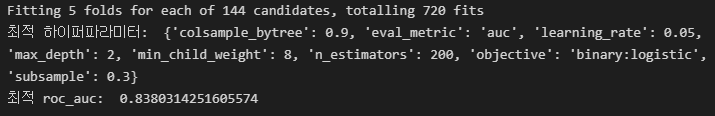 Fitting 5 folds for each of 144 candidates, totalling 720 fits
최적 하이퍼파라미터:  {'colsample_bytree': 0.9, 'eval_metric': 'auc', 'learning_rate': 0.05,
'max_depth': 2, 'min_child_weight': 8, 'n_estimators': 200, 'objective': 'binary:logistic',
'subsample': 0.3}
최적 roc_auc:  0.8380314251605574